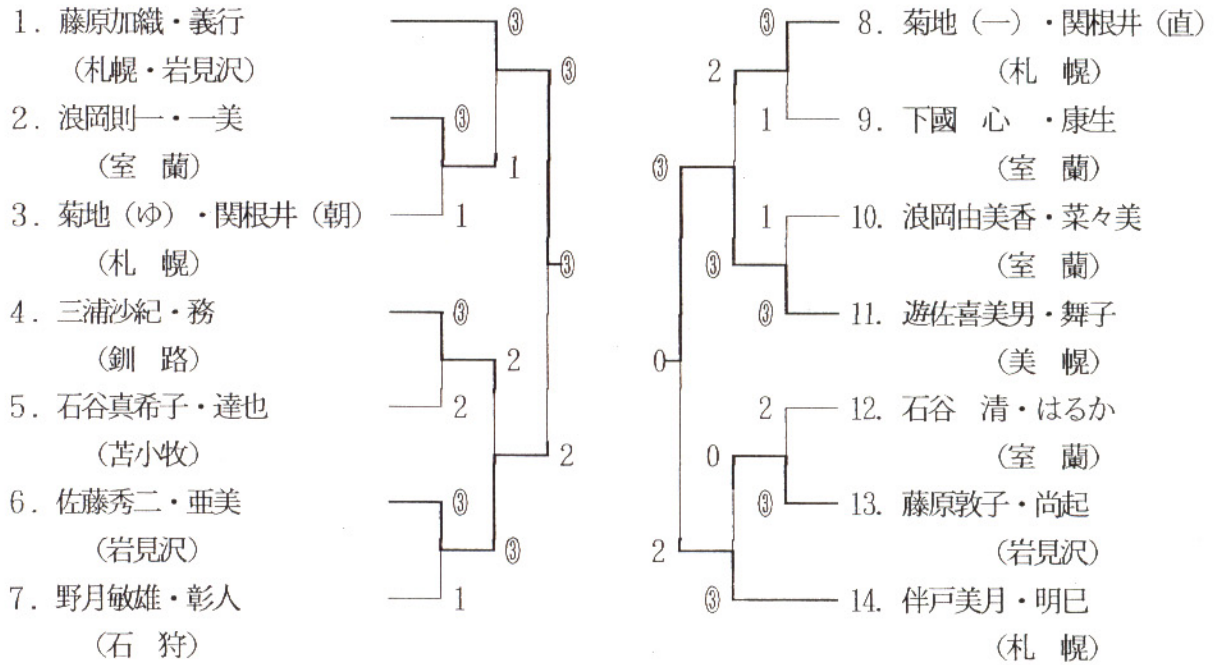 1. 藤原加織・義行
(札幌・岩見沢)
2. 浪岡則一・一美
(室 蘭)
3. 菊地(ゆ)・関根井(朝)
(札 幌)
4. 三浦沙紀・務
(釧 路)
5. 石谷真希子・達也
(苫小牧)
6. 佐藤秀二・亜美
(岩見沢)
7. 野月敏雄・彰人
(石 狩)
③
③
③
1
1
③
③
2
2
2
③
③
1
③
8. 菊地(一)・関根井(直)
2
(札 幌)
1
9. 下國 心 ・康生
③
(室 蘭)
1
10. 浪岡由美香・菜々美
③
(室 蘭)
③
11. 遊佐喜美男・舞子
0
(美 幌)
2
12. 石谷 清・はるか
0
(室 蘭)
③
13. 藤原敦子・尚起
2
(岩見沢)
③
14. 伴戸美月・明巳
(札 幌)